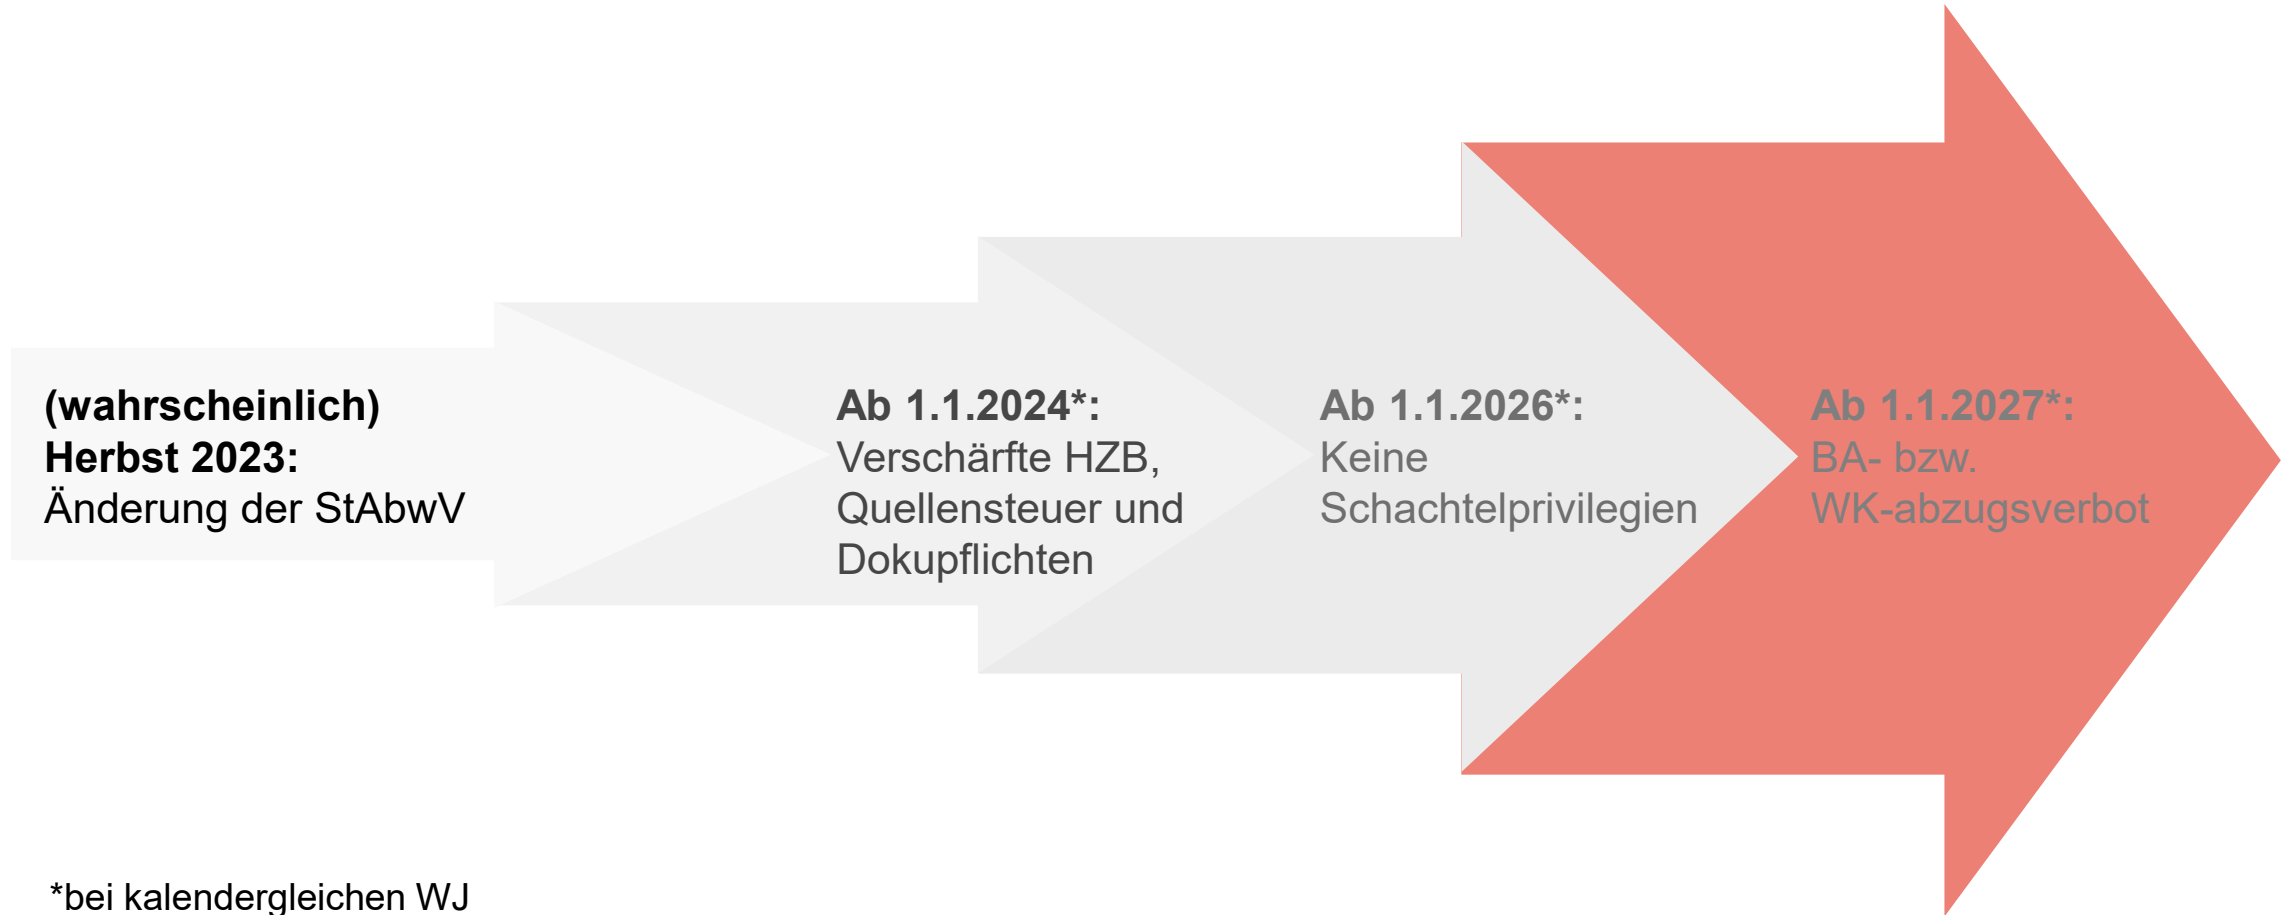 (wahrscheinlich)
Herbst 2023:
Änderung der StAbwV
Ab 1.1.2024*:
Verschärfte HZB,
Quellensteuer und
Dokupflichten
Ab 1.1.2026*:
Keine
Schachtelprivilegien
Ab 1.1.2027*:
BA- bzw.
WK-abzugsverbot
*bei kalendergleichen WJ